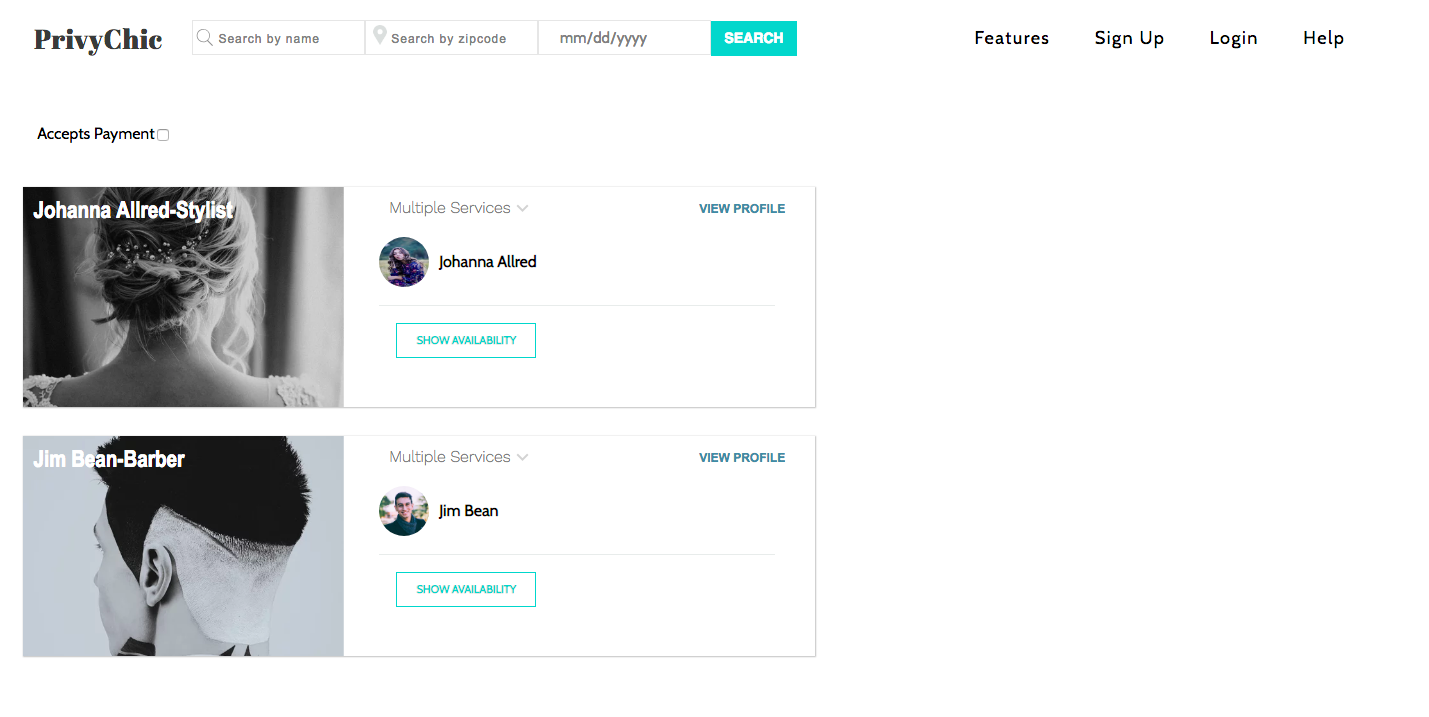 PrivyChic Search by name Search by zipcode mm/dd/yyyy SEARCH Features Sign Up Login Help
Accepts Payment
Johanna Allred-Stylist Multiple Services VIEW PROFILE
Johanna Allred
SHOW AVAILABILITY
Jim Bean-Barber Multiple Services VIEW PROFILE
Jim Bean
SHOW AVAILABILITY